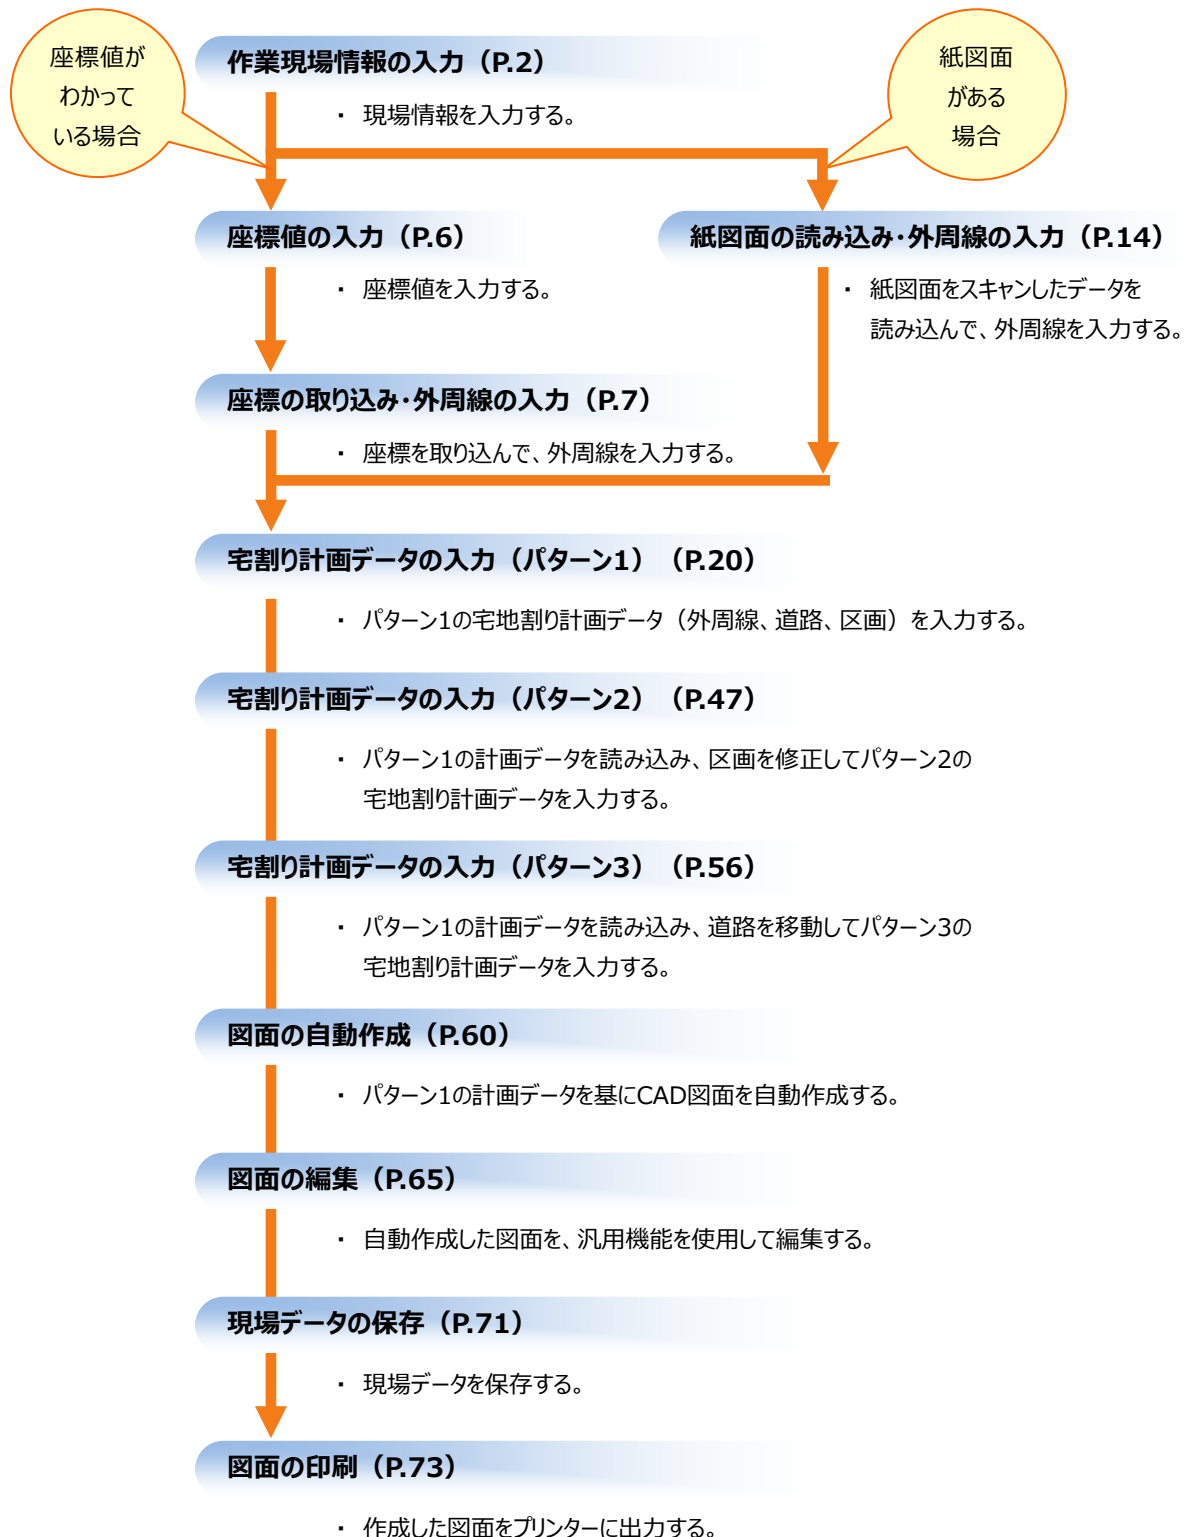 座標値が
わかって
いる場合
紙図面
がある
場合
作業現場情報の入力（P.2）
・ 現場情報を入力する。
座標値の入力（P.6）
・ 座標値を入力する。
紙図面の読み込み・外周線の入力（P.14）
・ 紙図面をスキャンしたデータを
読み込んで、外周線を入力する。
座標の取り込み・外周線の入力（P.7）
・ 座標を取り込んで、外周線を入力する。
宅割り計画データの入力（パターン1）（P.20）
・ パターン1の宅地割り計画データ（外周線、道路、区画）を入力する。
宅割り計画データの入力（パターン2）（P.47）
・ パターン1の計画データを読み込み、区画を修正してパターン2の
宅地割り計画データを入力する。
宅割り計画データの入力（パターン3）（P.56）
・ パターン1の計画データを読み込み、道路を移動してパターン3の
宅地割り計画データを入力する。
図面の自動作成（P.60）
・ パターン1の計画データを基にCAD図面を自動作成する。
図面の編集（P.65）
・ 自動作成した図面を、汎用機能を使用して編集する。
現場データの保存（P.71）
・ 現場データを保存する。
図面の印刷（P.73）
・ 作成した図面をプリンターに出力する。